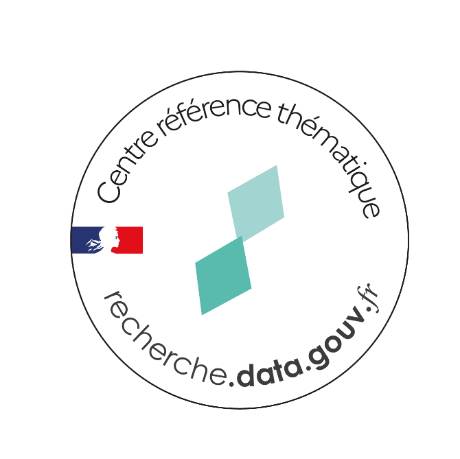 Centre référence thématique
recherche.data.gouv.fr